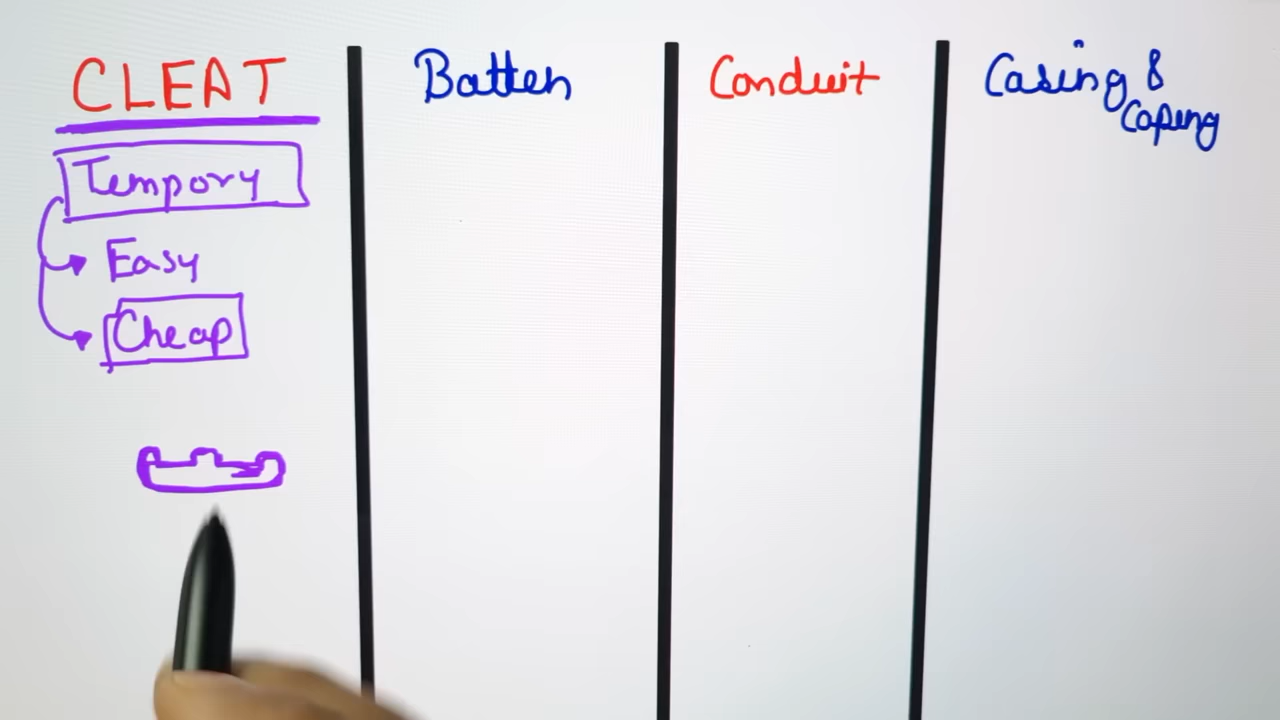 CLEAT
Batten
Conduit
Casing &
Caping
Tempory
Easy
Cheap